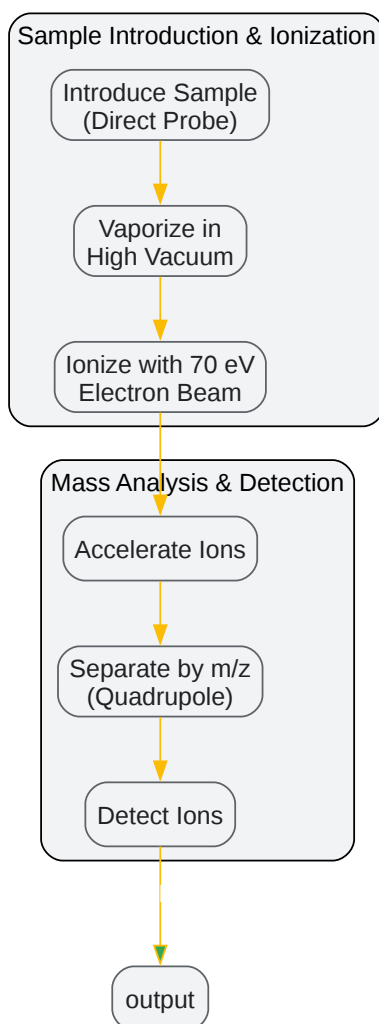 Sample Introduction & Ionization
Introduce Sample
(Direct Probe)
Vaporize in
High Vacuum
Ionize with 70 eV
Electron Beam
Mass Analysis & Detection
Accelerate Ions
Separate by m/z
(Quadrupole)
Detect Ions
output